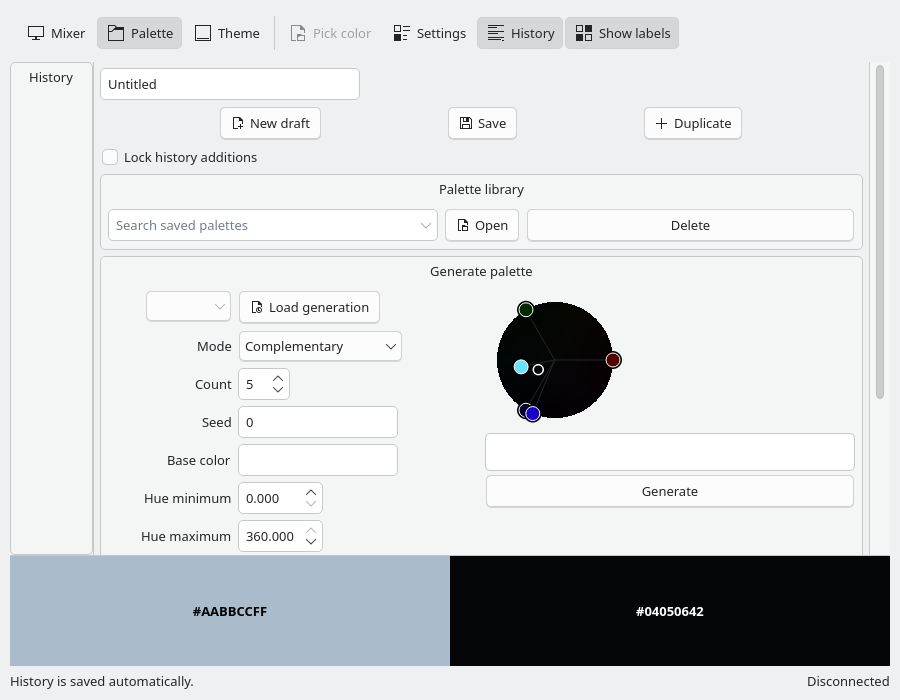 Mixer Palette Theme Pick color Settings History Show labels
History
Untitled
New draft Save Duplicate
Lock history additions
Palette library
Search saved palettes Open Delete
Generate palette
Load generation
Mode Complementary
Count 5
Seed 0
Base color
Generate
Hue minimum 0.000
Hue maximum 360.000
#AABBCCFF #04050642
History is saved automatically. Disconnected